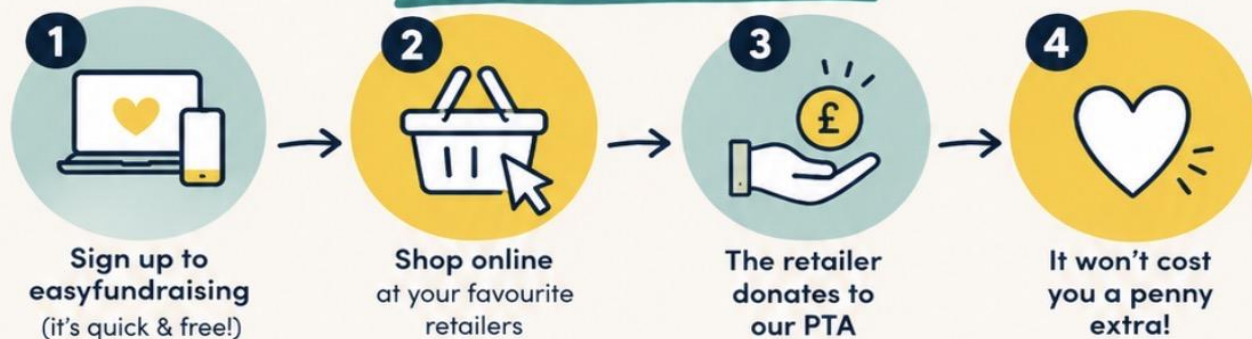 1
2
3
£
4
Sign up to
easyfundraising
(it's quick & free!)
Shop online
at your favourite
retailers
The retailer
donates to
our PTA
It won't cost
you a penny
extra!